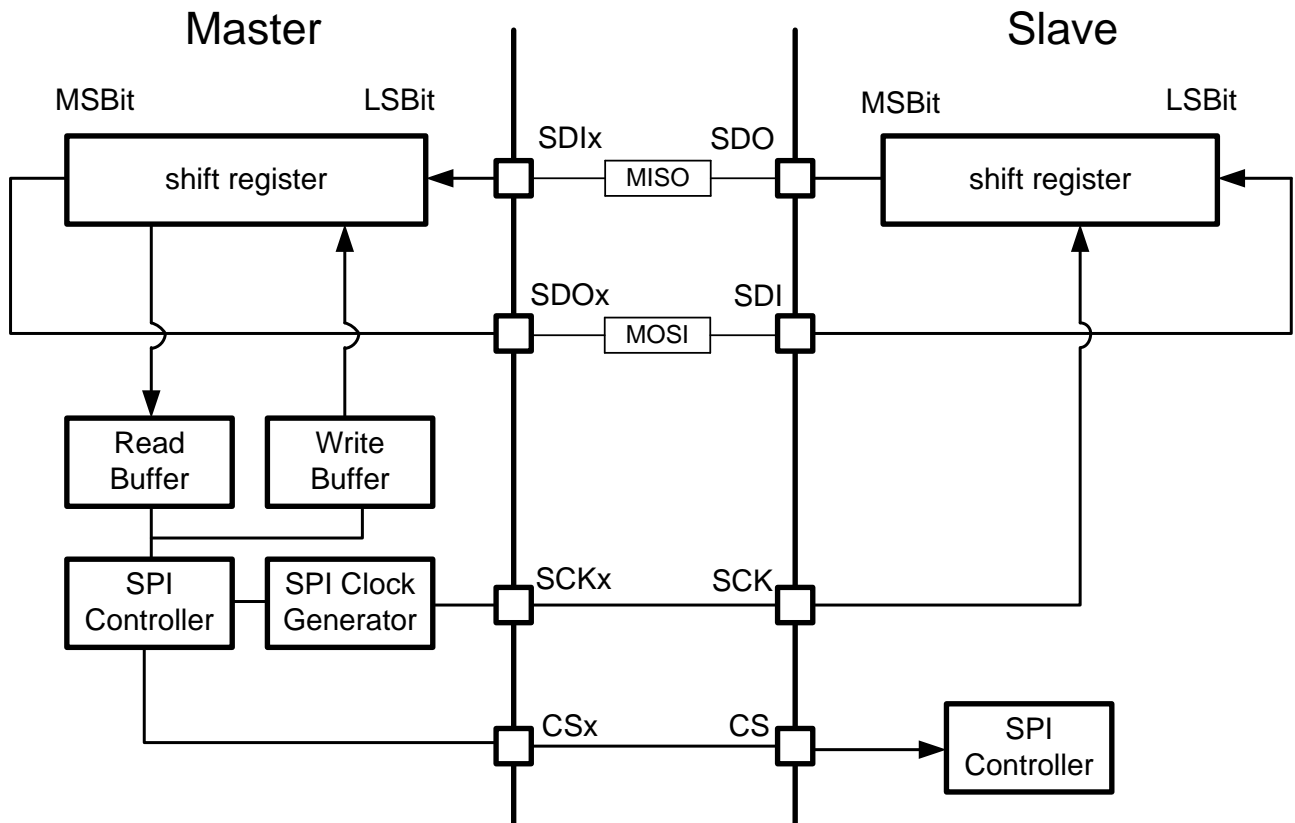 Master
Slave
MSBit
LSBit
MSBit
LSBit
SDIx
SDO
shift register
MISO
shift register
SDOx
SDI
MOSI
Read
Buffer
Write
Buffer
SPI
Controller
SPI Clock
Generator
SCKx
SCK
CSx
CS
SPI
Controller